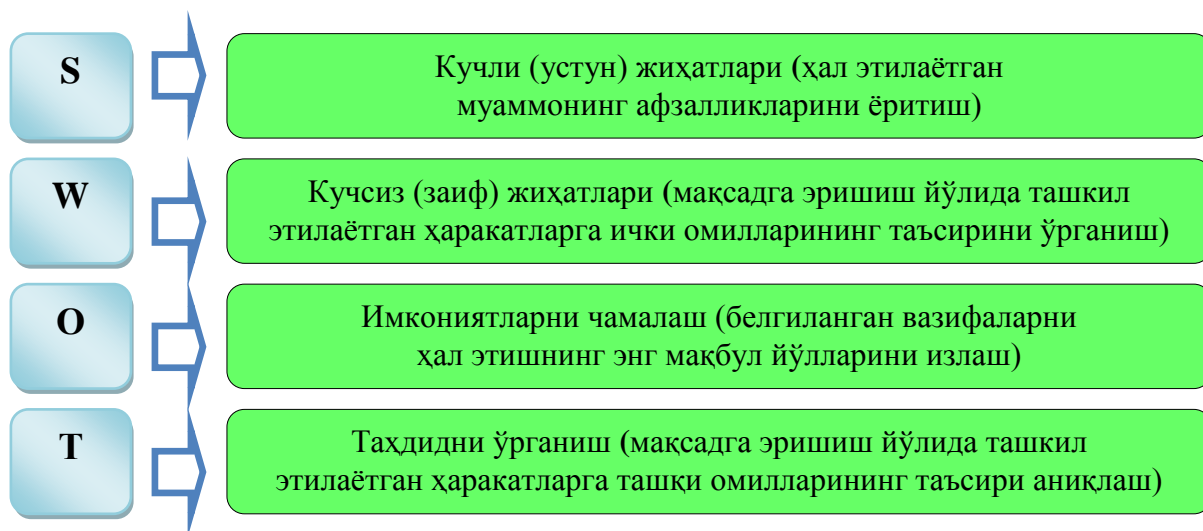 S
Кучли (устун) жиҳатлари (ҳал этилаётган
муаммонинг афзалликларини ёритиш)
W
Кучсиз (заиф) жиҳатлари (мақсадга эришиш йўлида ташкил
этилаётган ҳаракатларга ички омилларининг таъсирини ўрганиш)
O
Имкониятларни чамалаш (белгиланган вазифаларни
ҳал этишнинг энг мақбул йўлларини излаш)
T
Таҳдидни ўрганиш (мақсадга эришиш йўлида ташкил
этилаётган ҳаракатларга ташқи омилларининг таъсири аниқлаш)